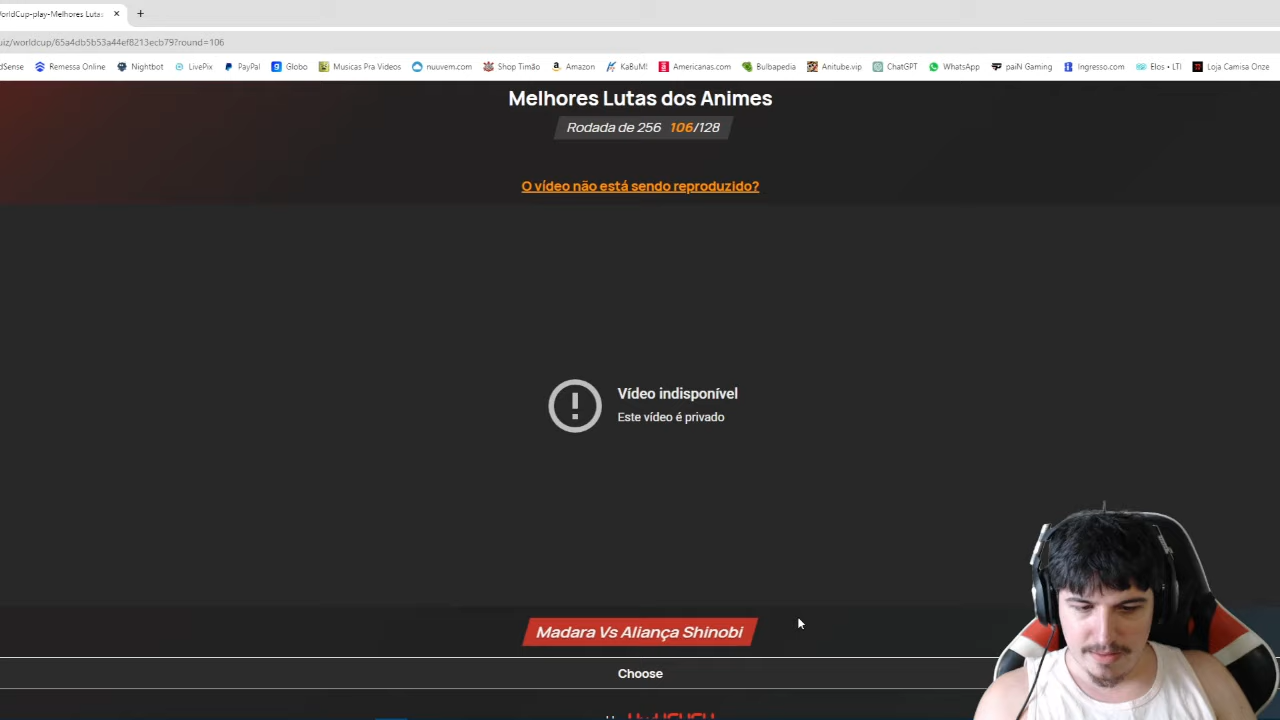 WorldCup-play-Melhores Lutas
uiz/worldcup/65a4db5b53a44ef8213ecb79?round=106
dSense Remessa Online Nightbot LivePix PayPal Globo Musicas Pra Videos nuuvem.com Shop Timão Amazon KaBuM! Americanas.com Bulbapedia Anitube.vip ChatGPT WhatsApp paiN Gaming Ingresso.com Elos • LTI Loja Camisa Onze
Melhores Lutas dos Animes
Rodada de 256 106/128
O vídeo não está sendo reproduzido?
Vídeo indisponível
Este vídeo é privado
Madara Vs Aliança Shinobi
Choose